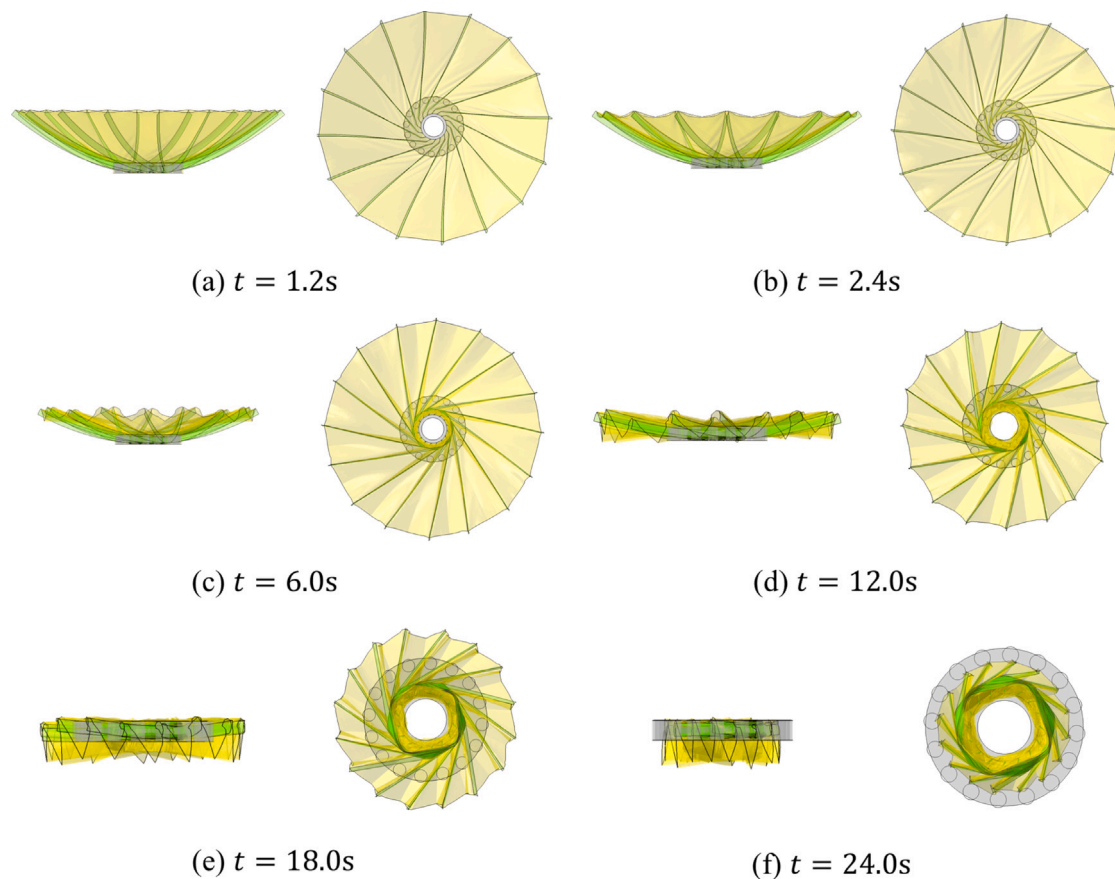 (a) t = 1.2s
(b) t = 2.4s
(c) t = 6.0s
(d) t = 12.0s
(e) t = 18.0s
(f) t = 24.0s